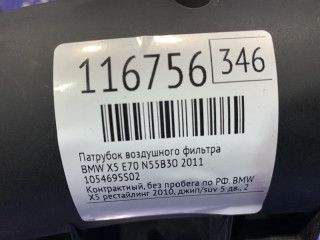 116756 346
Патрубок воздушного фильтра
BMW X5 E70 N55B30 2011
1054695S02
Контрактный, без пробега по РФ. BMW
X5 рестайлинг 2010, джип/suv 5 дв., 2